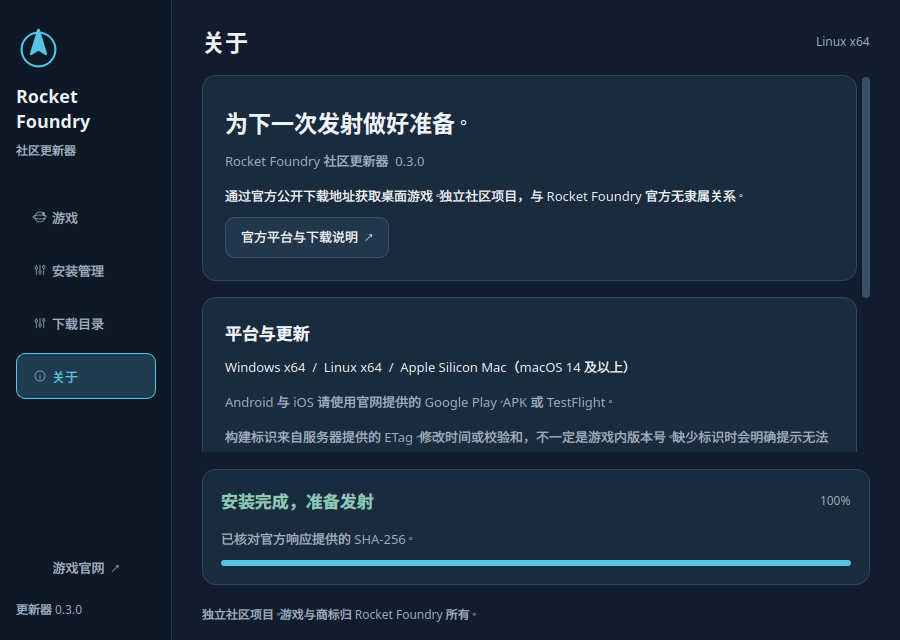 Rocket
Foundry
社区更新器
游戏
安装管理
下载目录
关于
游戏官网 ↗
更新器 0.3.0
关于
Linux x64
为下一次发射做好准备。
Rocket Foundry 社区更新器 0.3.0
通过官方公开下载地址获取桌面游戏。独立社区项目，与 Rocket Foundry 官方无隶属关系。
官方平台与下载说明 ↗
平台与更新
Windows x64 / Linux x64 / Apple Silicon Mac（macOS 14 及以上）
Android 与 iOS 请使用官网提供的 Google Play、APK 或 TestFlight。
构建标识来自服务器提供的 ETag、修改时间或校验和，不一定是游戏内版本号。缺少标识时会明确提示无法
安装完成，准备发射
100%
已核对官方响应提供的 SHA-256。
独立社区项目。游戏与商标归 Rocket Foundry 所有。